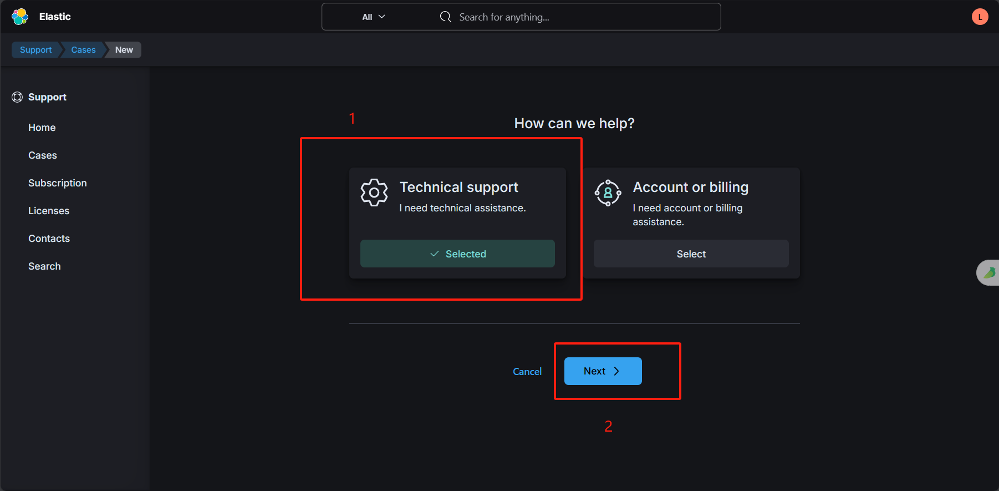 Elastic
All
Search for anything...
L
Support
Cases
New
Support
Home
Cases
Subscription
Licenses
Contacts
Search
1
How can we help?
Technical support
I need technical assistance.
Selected
Account or billing
I need account or billing
assistance.
Select
Cancel
Next
2